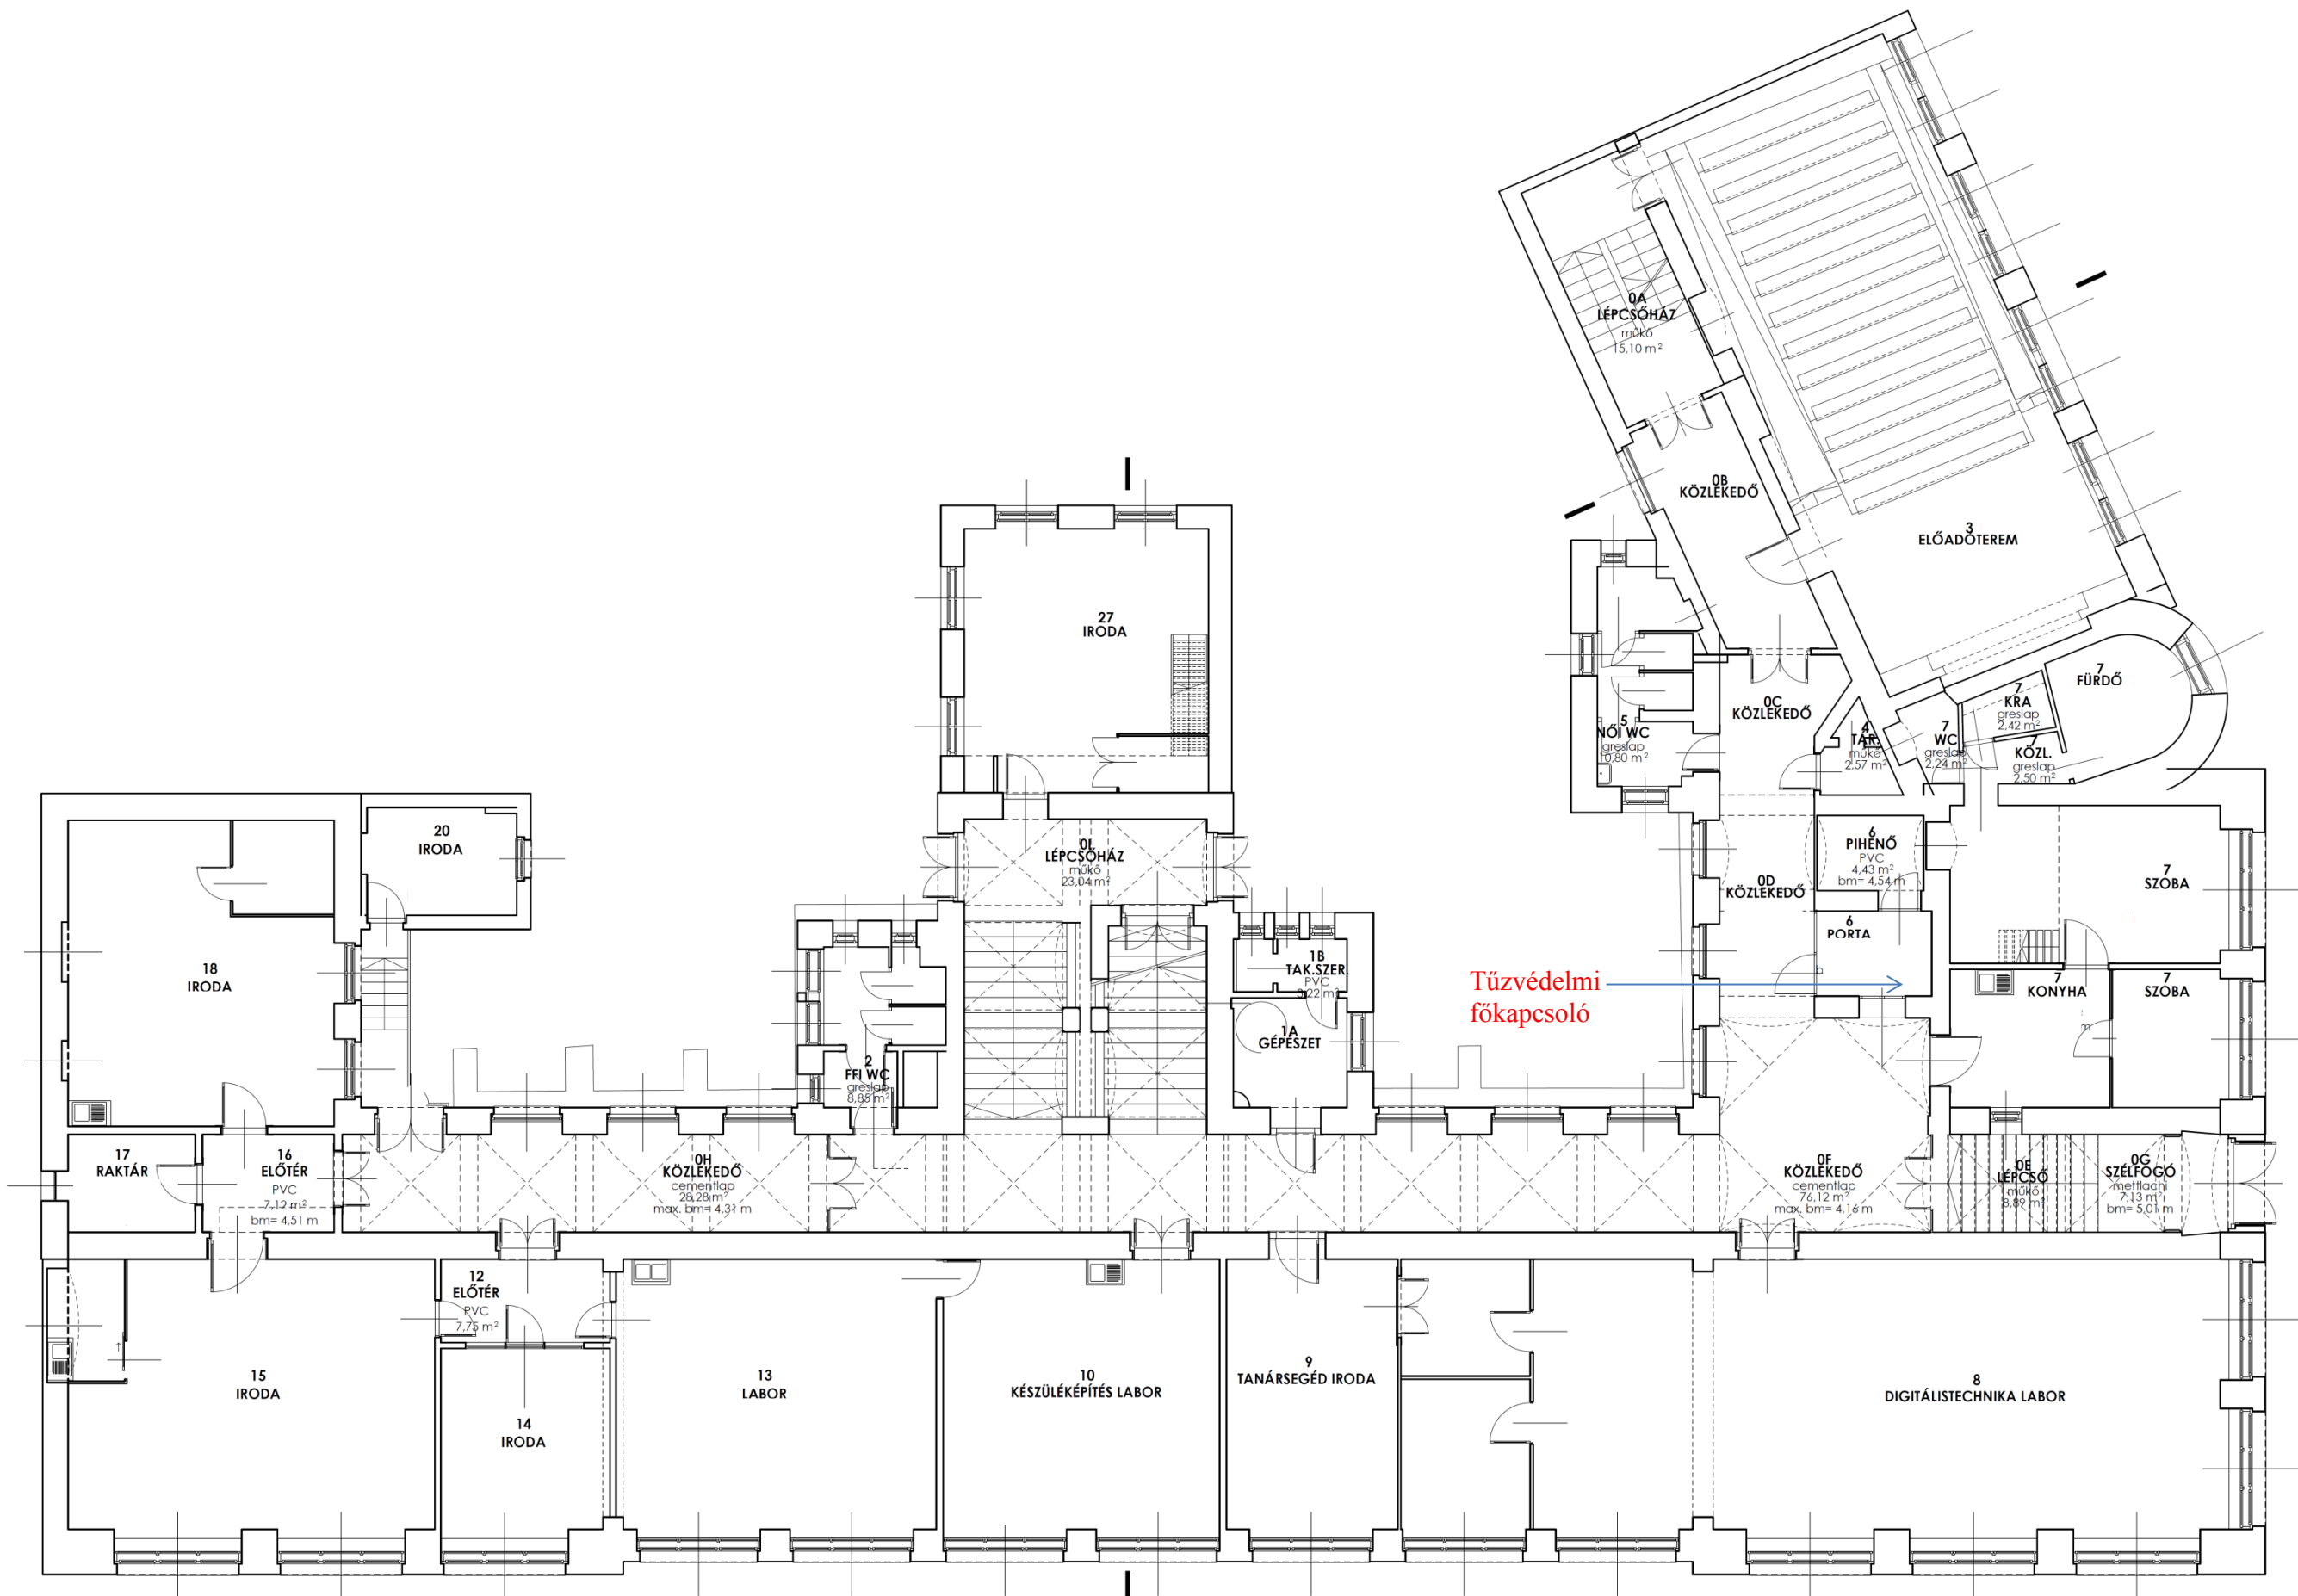 0A
LÉPCSŐHÁZ
műkő
15,10 m²
0B
KÖZLEKEDŐ
3
ELŐADÓTEREM
27
IRODA
7
FÜRDŐ
7
KRA
greslap
2,42 m²
0C
KÖZLEKEDŐ
5
NŐI WC
greslap
10,80 m²
4
TAR.
műkő
2,57 m²
7
WC
greslap
2,24 m²
7
KÖZL.
greslap
2,50 m²
20
IRODA
0L
LÉPCSŐHÁZ
műkő
23,04 m²
6
PIHENŐ
PVC
4,43 m²
bm= 4,54 m
0D
KÖZLEKEDŐ
7
SZOBA
6
PORTA
18
IRODA
1B
TAK.SZER.
PVC
3,22 m²
Tűzvédelmi
főkapcsoló
7
KONYHA
7
SZOBA
m
1A
GÉPÉSZET
2
FFI WC
greslap
8,85 m²
17
RAKTÁR
16
ELŐTÉR
PVC
7,12 m²
bm= 4,51 m
0H
KÖZLEKEDŐ
cementlap
28,28 m²
max. bm= 4,31 m
0F
KÖZLEKEDŐ
cementlap
76,12 m²
max. bm= 4,16 m
0E
LÉPCSŐ
műkő
8,89 m²
0G
SZÉLFOGÓ
mettlachi
7,13 m²
bm= 5,01 m
12
ELŐTÉR
PVC
7,75 m²
15
IRODA
14
IRODA
13
LABOR
10
KÉSZÜLÉKÉPÍTÉS LABOR
9
TANÁRSEGÉD IRODA
8
DIGITÁLISTECHNIKA LABOR